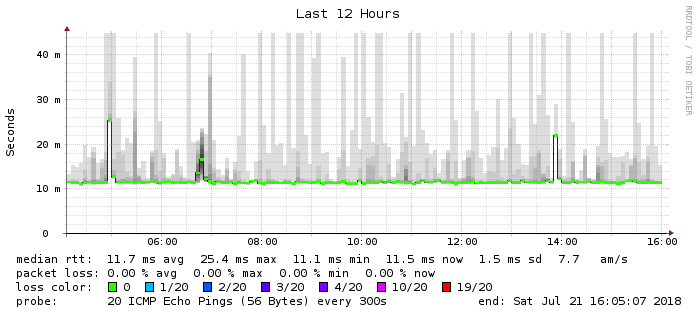 Last 12 Hours
RRDTOOL / TOBI OETIKER
Seconds
40 m
30 m
20 m
10 m
0
06:00 08:00 10:00 12:00 14:00 16:00
median rtt: 11.7 ms avg 25.4 ms max 11.1 ms min 11.5 ms now 1.5 ms sd 7.7 am/s
packet loss: 0.00 % avg 0.00 % max 0.00 % min 0.00 % now
loss color: 0 1/20 2/20 3/20 4/20 10/20 19/20
probe: 20 ICMP Echo Pings (56 Bytes) every 300s end: Sat Jul 21 16:05:07 2018